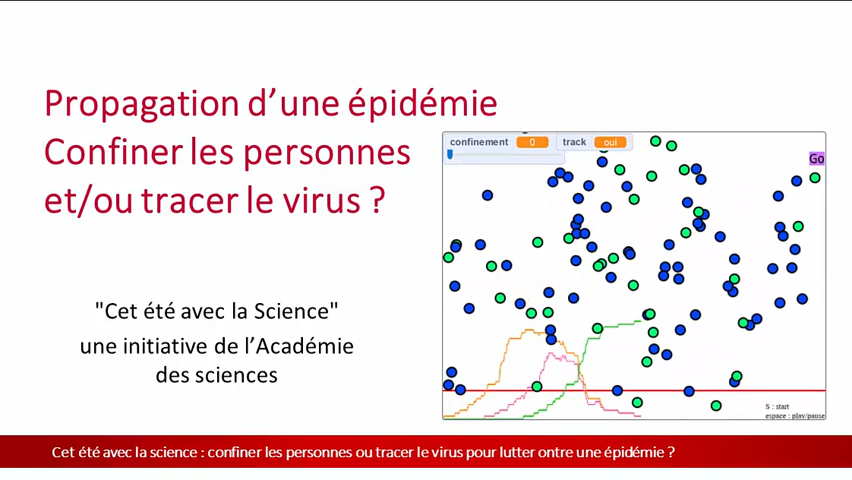 Propagation d'une épidémie
Confiner les personnes
et/ou tracer le virus ?
confinement 0 track oui
Go
"Cet été avec la Science"
une initiative de l'Académie
des sciences
S : start
espace : play/pause
Cet été avec la science : confiner les personnes ou tracer le virus pour lutter ontre une épidémie ?